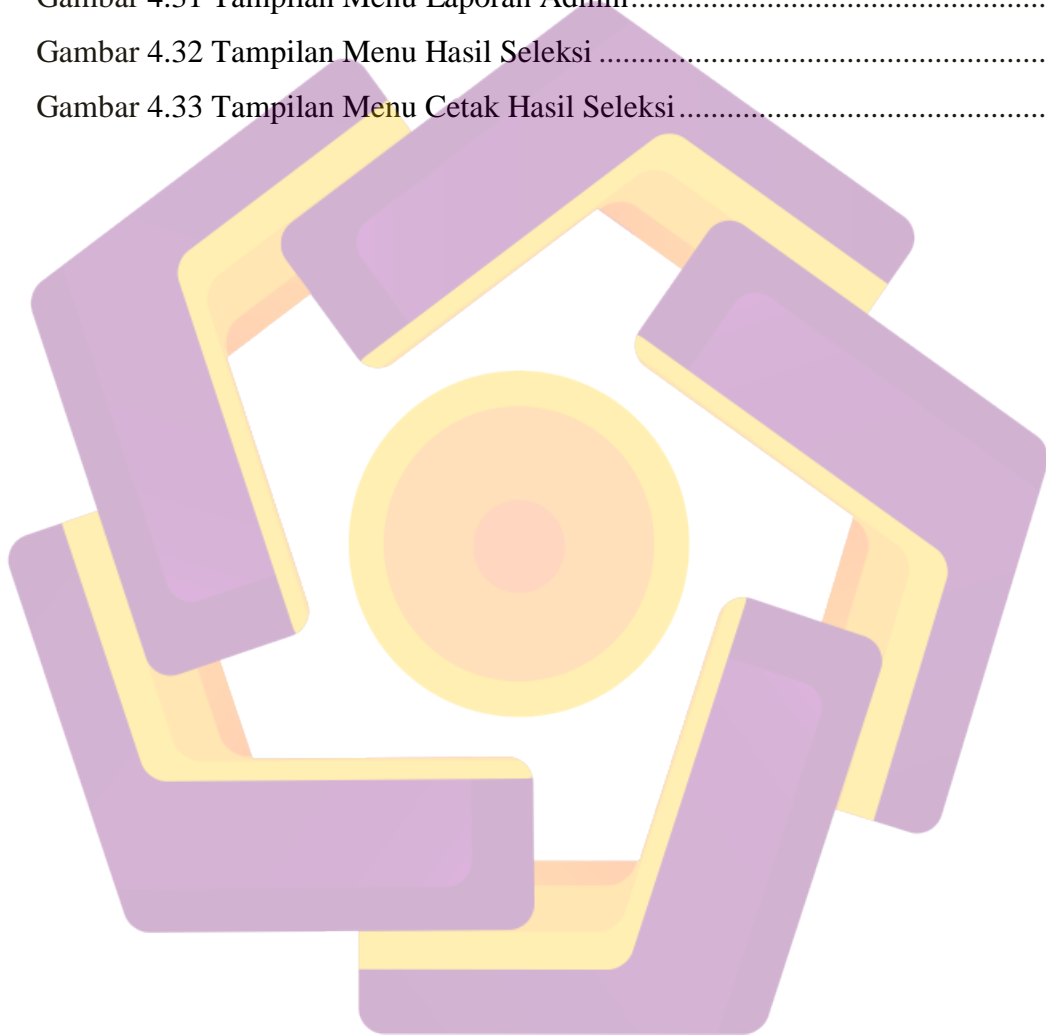 Gambar 4.31 Tampilan Menu Laporan Admin..................................................
Gambar 4.32 Tampilan Menu Hasil Seleksi ......................................................
Gambar 4.33 Tampilan Menu Cetak Hasil Seleksi............................................